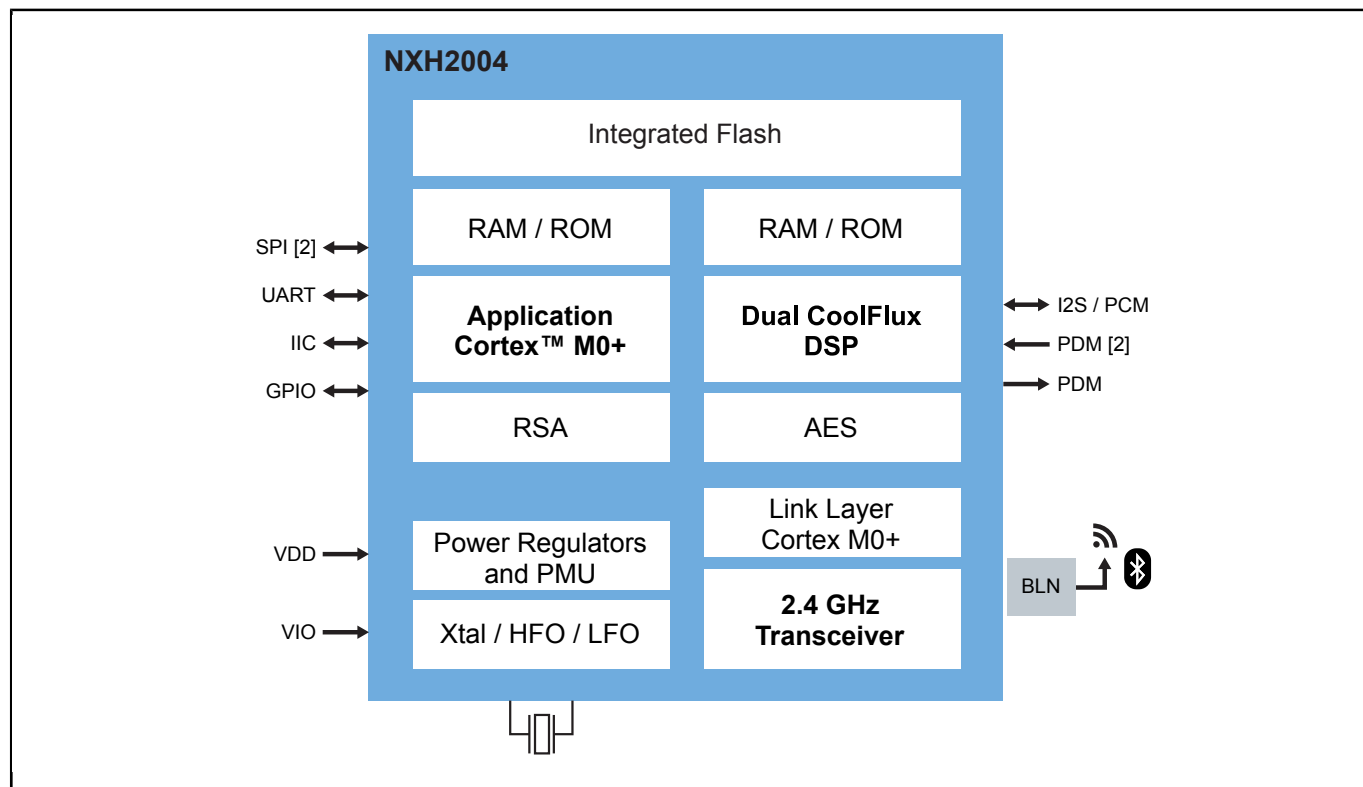 NXH2004
Integrated Flash
RAM / ROM
RAM / ROM
SPI [2]
UART
IIC
GPIO
Application
Cortex™ M0+
Dual CoolFlux
DSP
I2S / PCM
PDM [2]
PDM
RSA
AES
Link Layer
Cortex M0+
VDD
Power Regulators
and PMU
BLN
VIO
Xtal / HFO / LFO
2.4 GHz
Transceiver